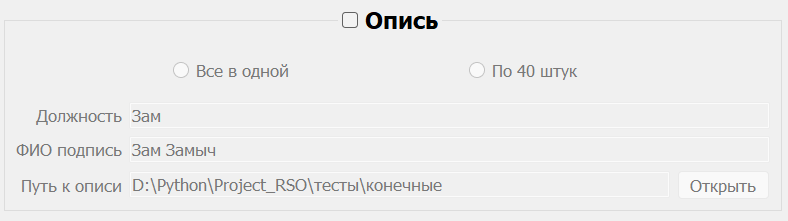 Опись
Все в одной По 40 штук
Должность Зам
ФИО подпись Зам Замыч
Путь к описи D:\Python\Project_RSO\тесты\конечные Открыть